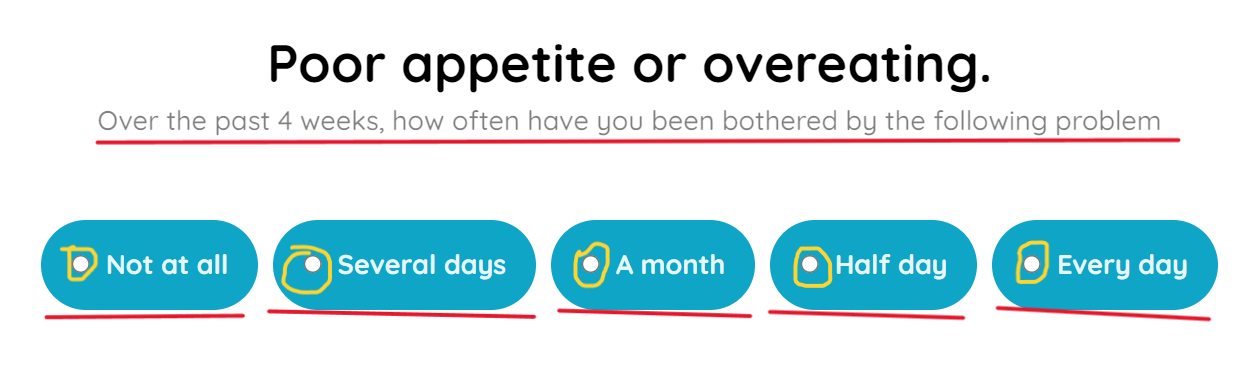 Poor appetite or overeating.
Over the past 4 weeks, how often have you been bothered by the following problem
Not at all Several days A month Half day Every day